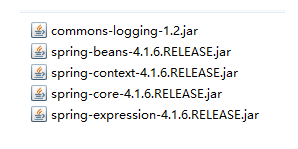 commons-logging-1.2.jar
spring-beans-4.1.6.RELEASE.jar
spring-context-4.1.6.RELEASE.jar
spring-core-4.1.6.RELEASE.jar
spring-expression-4.1.6.RELEASE.jar